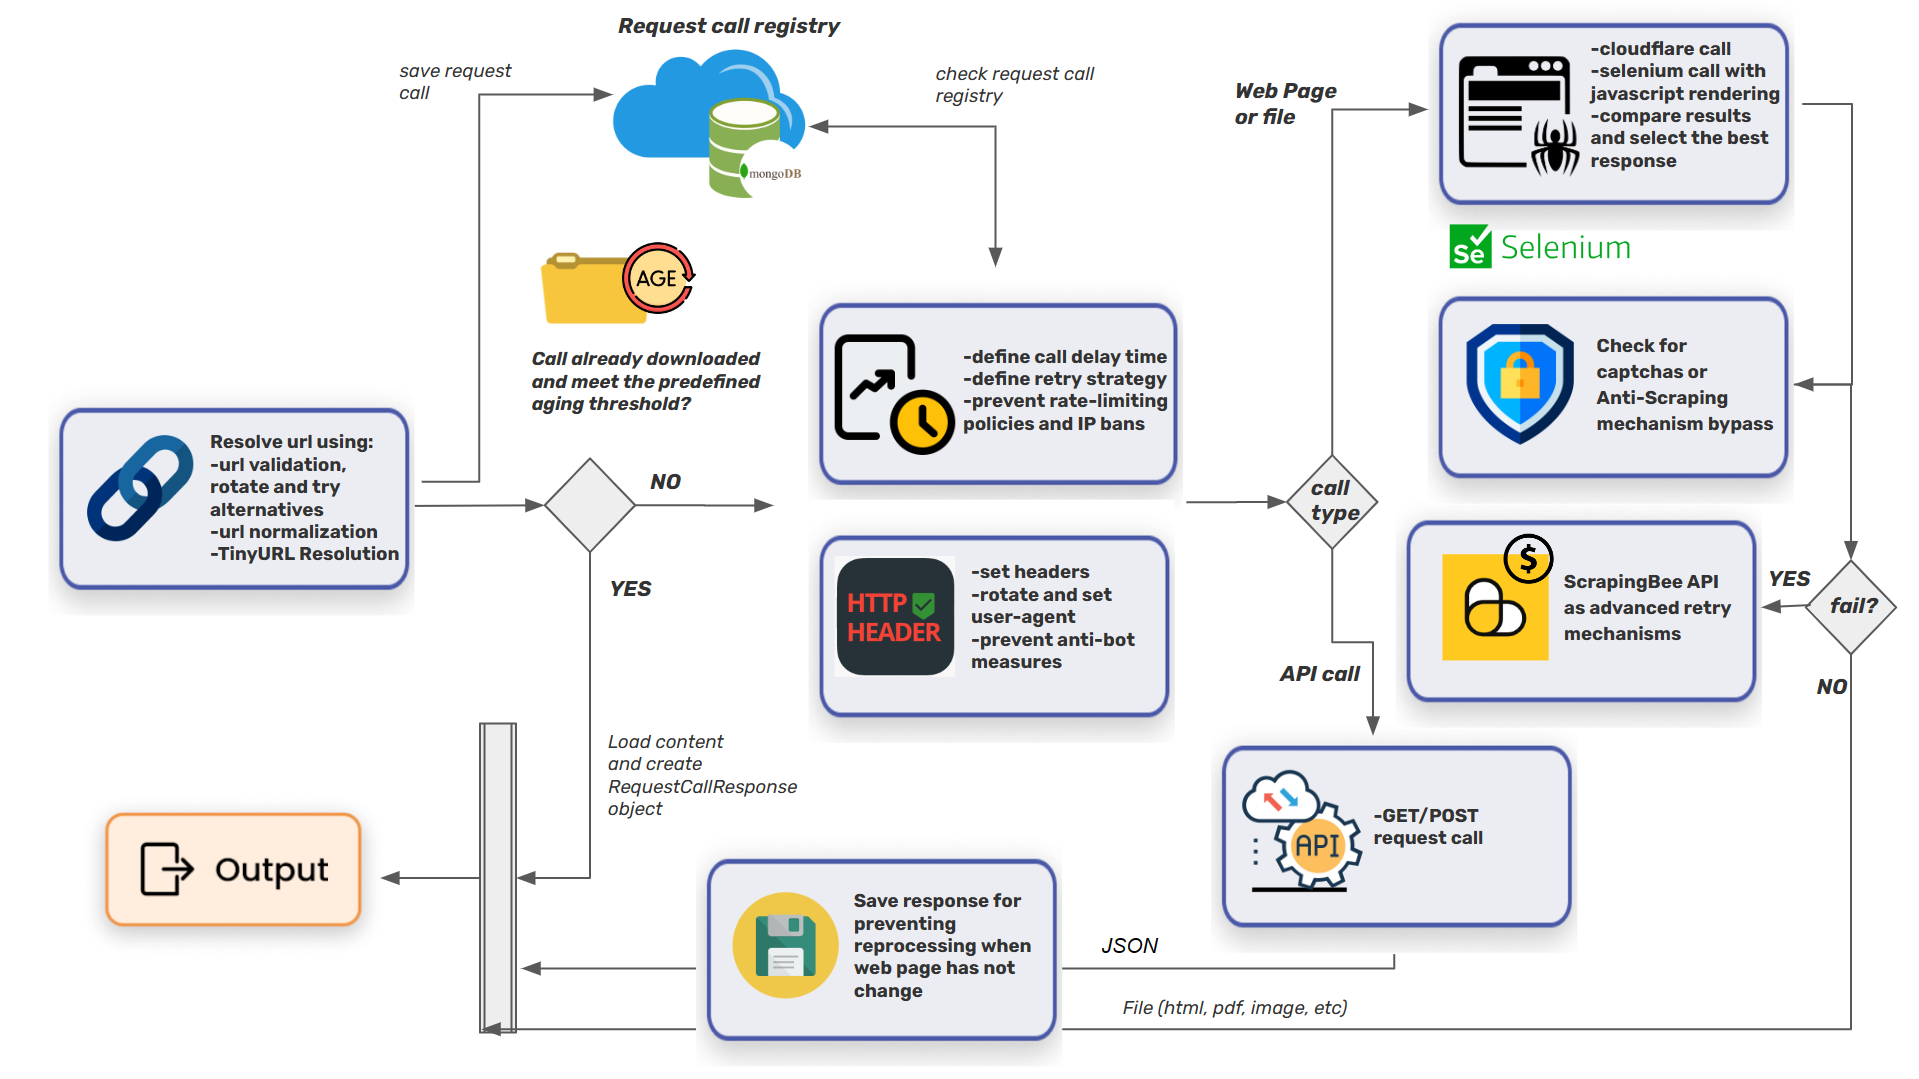 Request call registry
save request
call
check request call
registry
mongoDB
Web Page
or file
-cloudflare call
-selenium call with
javascript rendering
-compare results
and select the best
response
Se
Selenium
AGE
Call already downloaded
and meet the predefined
aging threshold?
-define call delay time
-define retry strategy
-prevent rate-limiting
policies and IP bans
Check for
captchas or
Anti-Scraping
mechanism bypass
Resolve url using:
-url validation,
rotate and try
alternatives
-url normalization
-TinyURL Resolution
NO
YES
call
type
HTTP
HEADER
-set headers
-rotate and set
user-agent
-prevent anti-bot
measures
$
ScrapingBee API
as advanced retry
mechanisms
YES
fail?
NO
API call
Load content
and create
RequestCallResponse
object
API
-GET/POST
request call
Output
Save response for
preventing
reprocessing when
web page has not
change
JSON
File (html, pdf, image, etc)